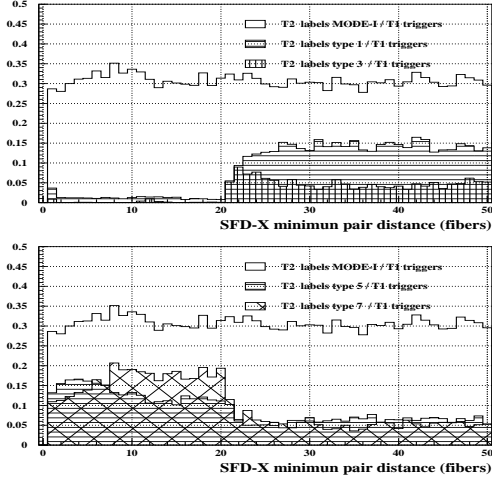 0.5
0.45
0.4
0.35
0.3
0.25
0.2
0.15
0.1
0.05
0
T2 labels MODE-I / T1 triggers
T2 labels type 1 / T1 triggers
T2 labels type 3 / T1 triggers
0 10 20 30 40 50
SFD-X minimun pair distance (fibers)
0.5
0.45
0.4
0.35
0.3
0.25
0.2
0.15
0.1
0.05
0
T2 labels MODE-I / T1 triggers
T2 labels type 5 / T1 triggers
T2 labels type 7 / T1 triggers
0 10 20 30 40 50
SFD-X minimun pair distance (fibers)